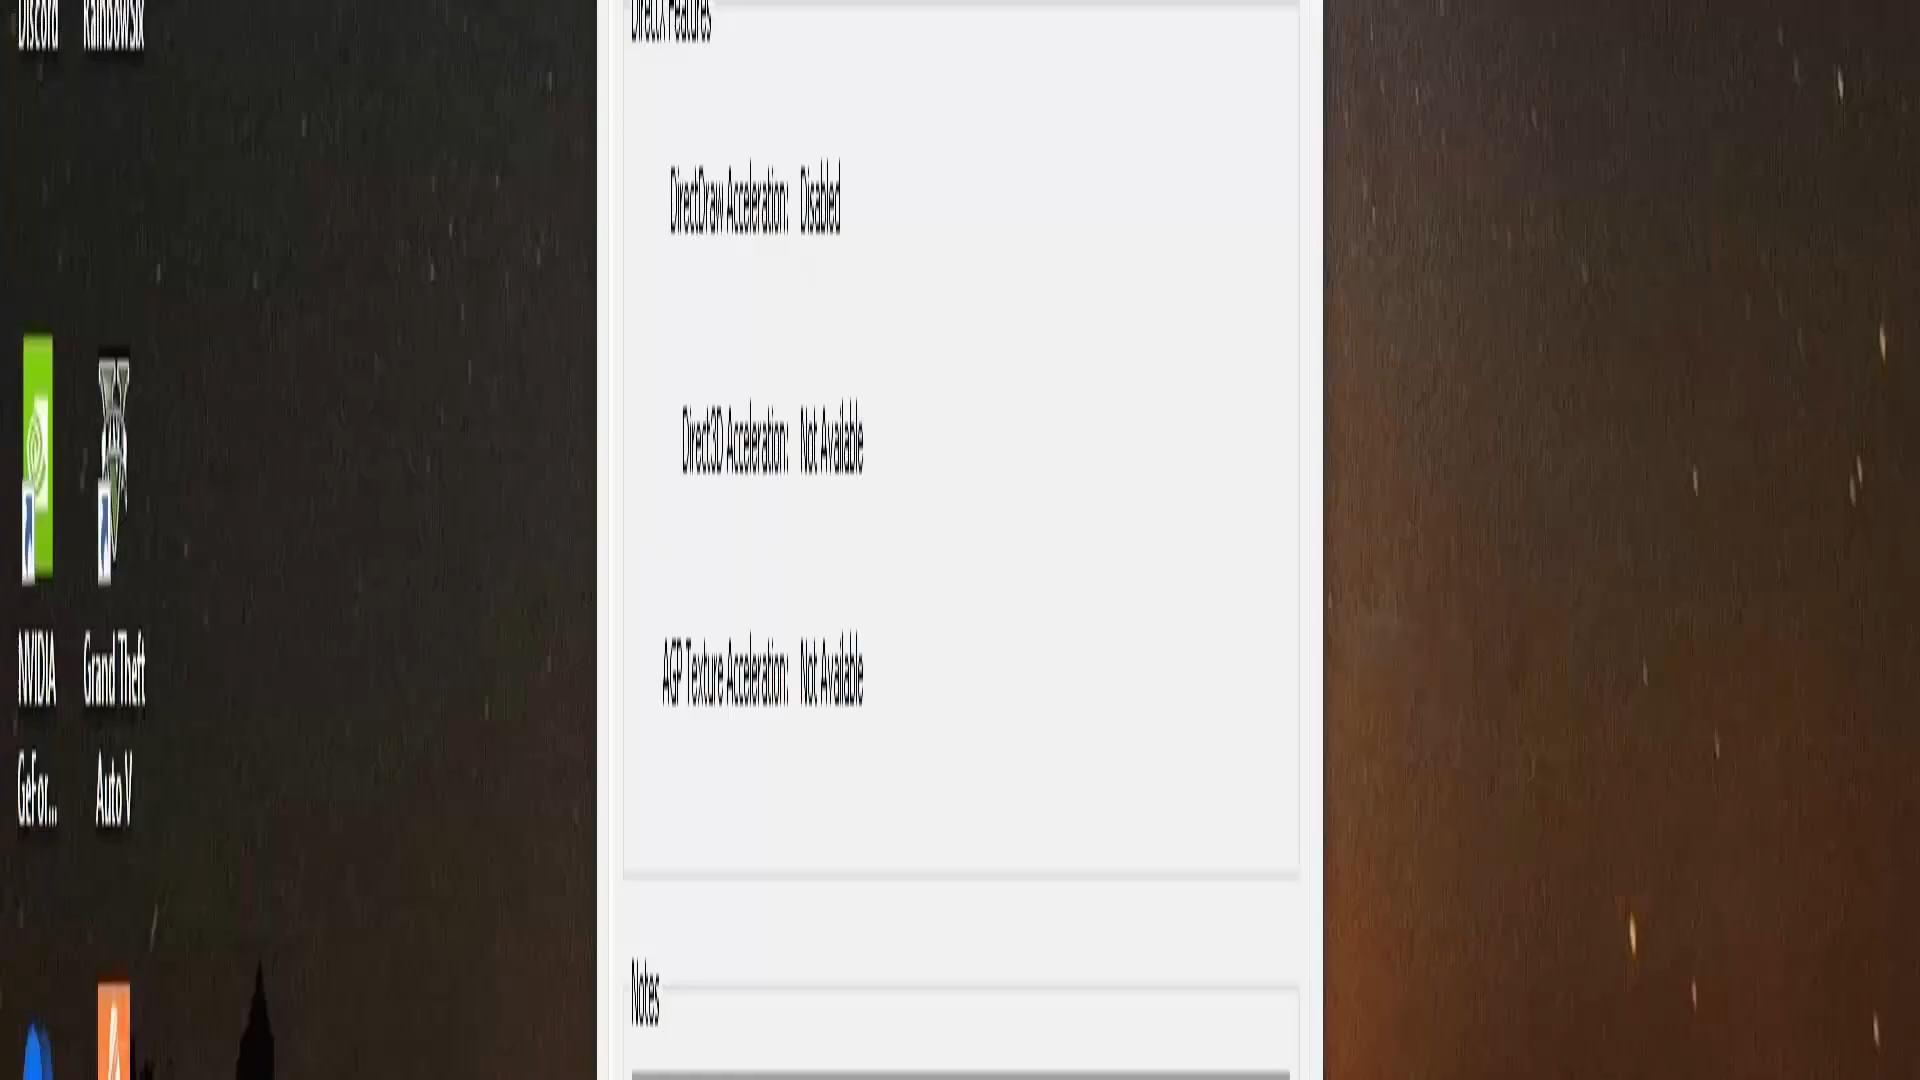 Discord
RainbowSix
DirectX Features
DirectDraw Acceleration: Disabled
Direct3D Acceleration: Not Available
AGP Texture Acceleration: Not Available
NVIDIA
GeFor...
Grand Theft
Auto V
Notes